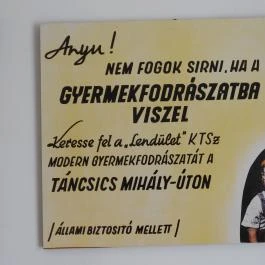 Anyu!
NEM FOGOK SIRNI, HA A
GYERMEKFODRÁSZATBA
VISZEL
Keresse fel a „Lendület" KTSz
MODERN GYERMEKFODRÁSZATÁT A
TÁNCSICS MIHÁLY-ÚTON
/ÁLLAMI BIZTOSITÓ MELLETT/